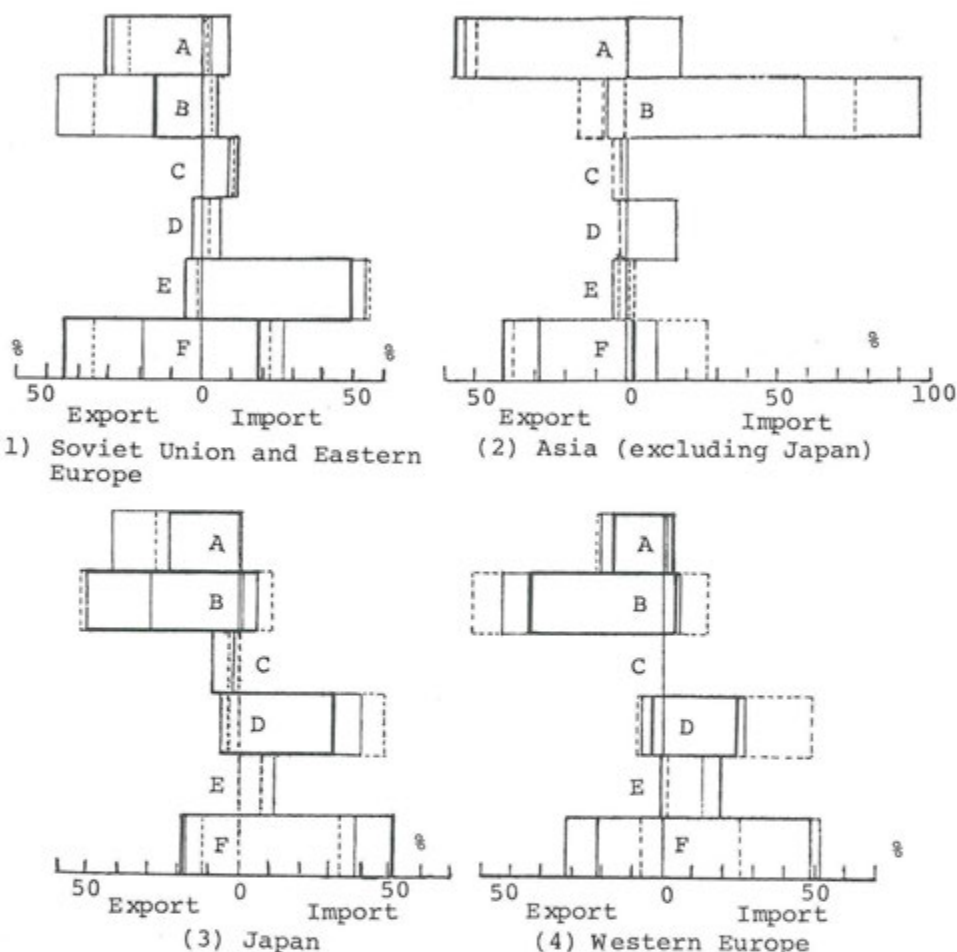 A A
B B
C C
D D
E E
F F
% % %
50 0 50 50 0 50 100
Export Import Export Import
1) Soviet Union and Eastern (2) Asia (excluding Japan)
Europe
A A
B B
C C
D D
E E
F F
% %
50 0 50 50 0 50
Export Import Export Import
(3) Japan (4) Western Europe